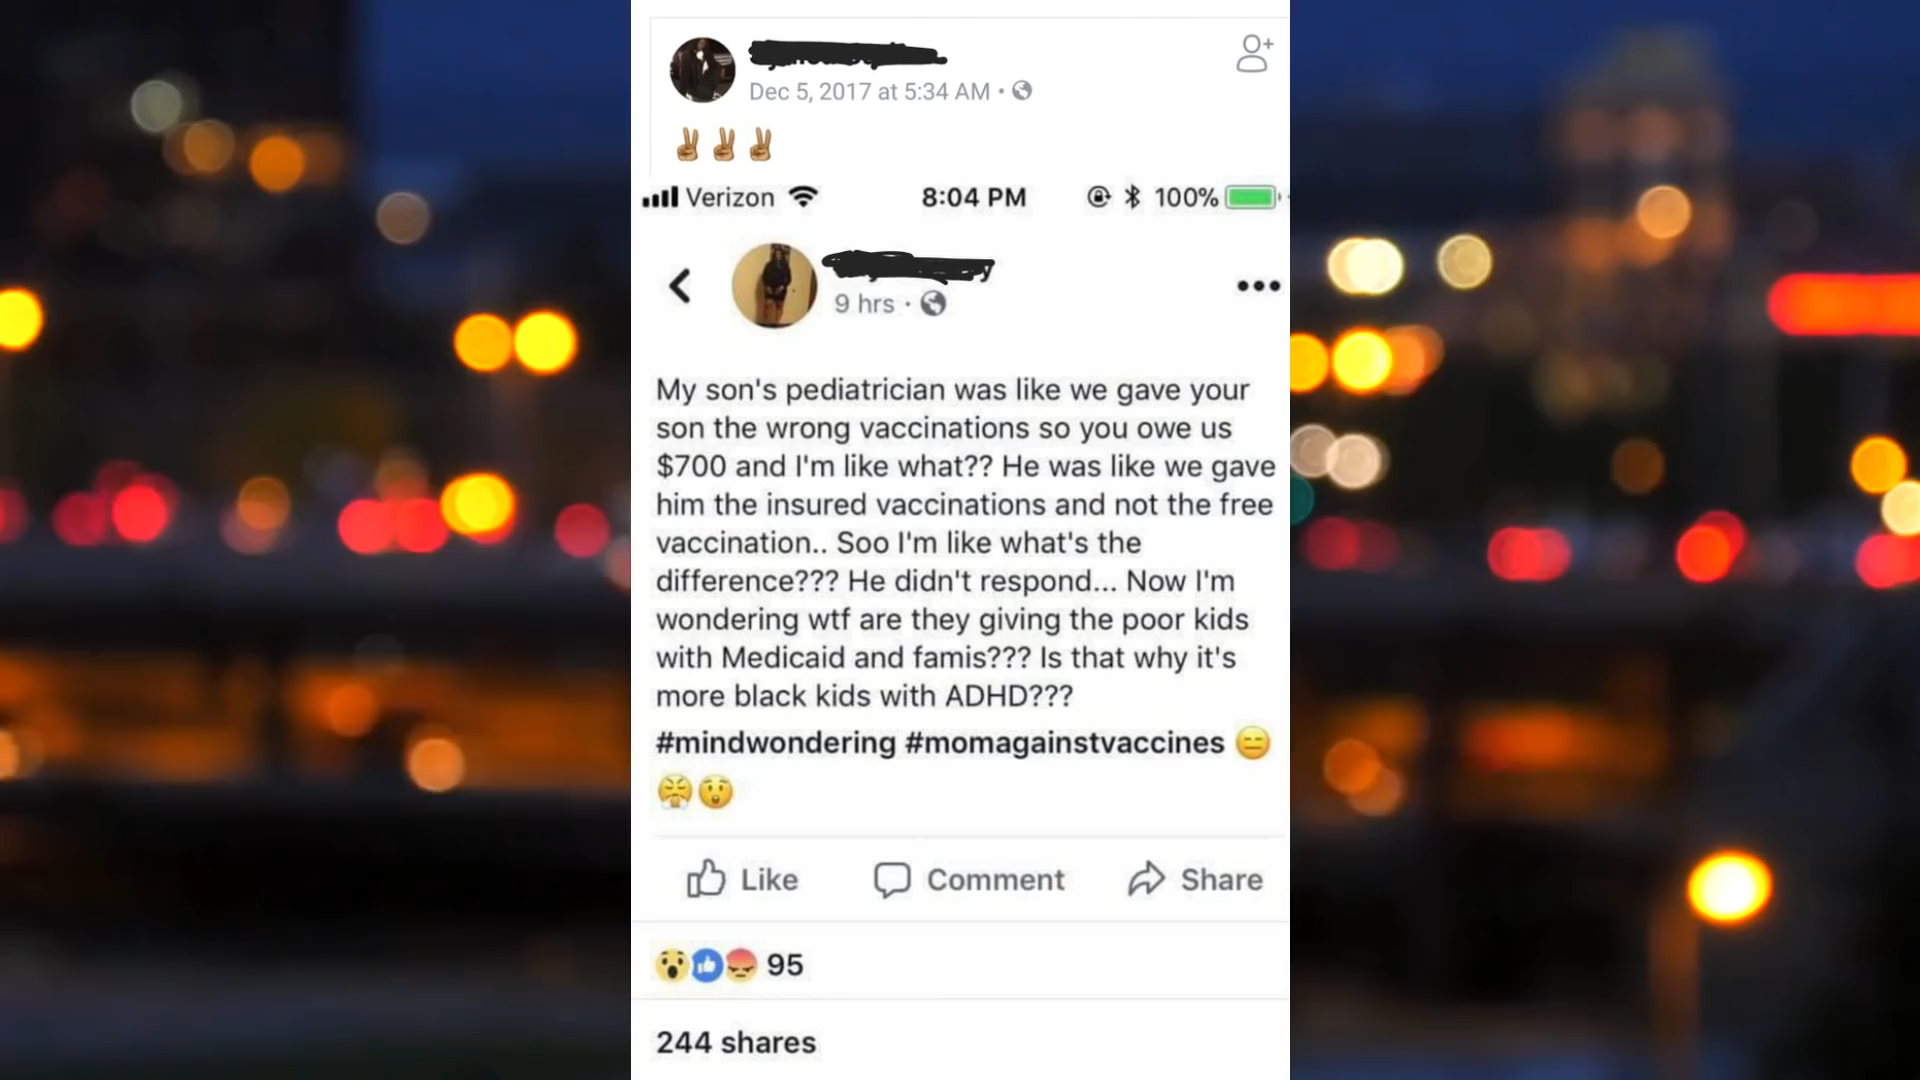 Dec 5, 2017 at 5:34 AM •
Verizon 8:04 PM 100%
9 hrs ·
My son's pediatrician was like we gave your
son the wrong vaccinations so you owe us
$700 and I'm like what?? He was like we gave
him the insured vaccinations and not the free
vaccination.. Soo I'm like what's the
difference??? He didn't respond... Now I'm
wondering wtf are they giving the poor kids
with Medicaid and famis??? Is that why it's
more black kids with ADHD???
#mindwondering #momagainstvaccines
Like Comment Share
95
244 shares